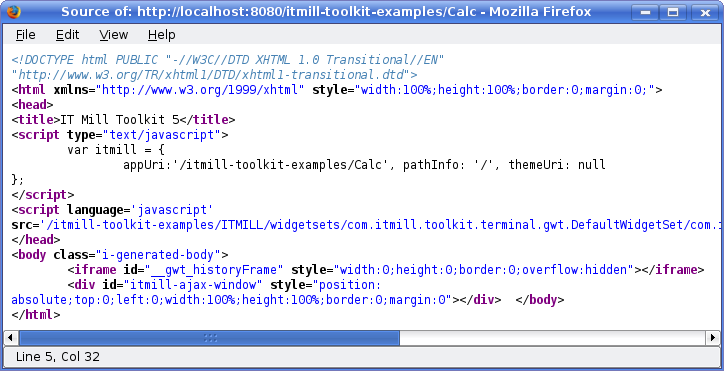 Source of: http://localhost:8080/itmill-toolkit-examples/Calc - Mozilla Firefox
File Edit View Help
<!DOCTYPE html PUBLIC "-//W3C//DTD XHTML 1.0 Transitional//EN"
"http://www.w3.org/TR/xhtml1/DTD/xhtml1-transitional.dtd">
<html xmlns="http://www.w3.org/1999/xhtml" style="width:100%;height:100%;border:0;margin:0;">
<head>
<title>IT Mill Toolkit 5</title>
<script type="text/javascript">
var itmill = {
appUri:'/itmill-toolkit-examples/Calc', pathInfo: '/', themeUri: null
};
</script>
<script language='javascript'
src='/itmill-toolkit-examples/ITMILL/widgetsets/com.itmill.toolkit.terminal.gwt.DefaultWidgetSet/com.i
</head>
<body class="i-generated-body">
<iframe id="__gwt_historyFrame" style="width:0;height:0;border:0;overflow:hidden"></iframe>
<div id="itmill-ajax-window" style="position:
absolute;top:0;left:0;width:100%;height:100%;border:0;margin:0"></div> </body>
</html>
Line 5, Col 32